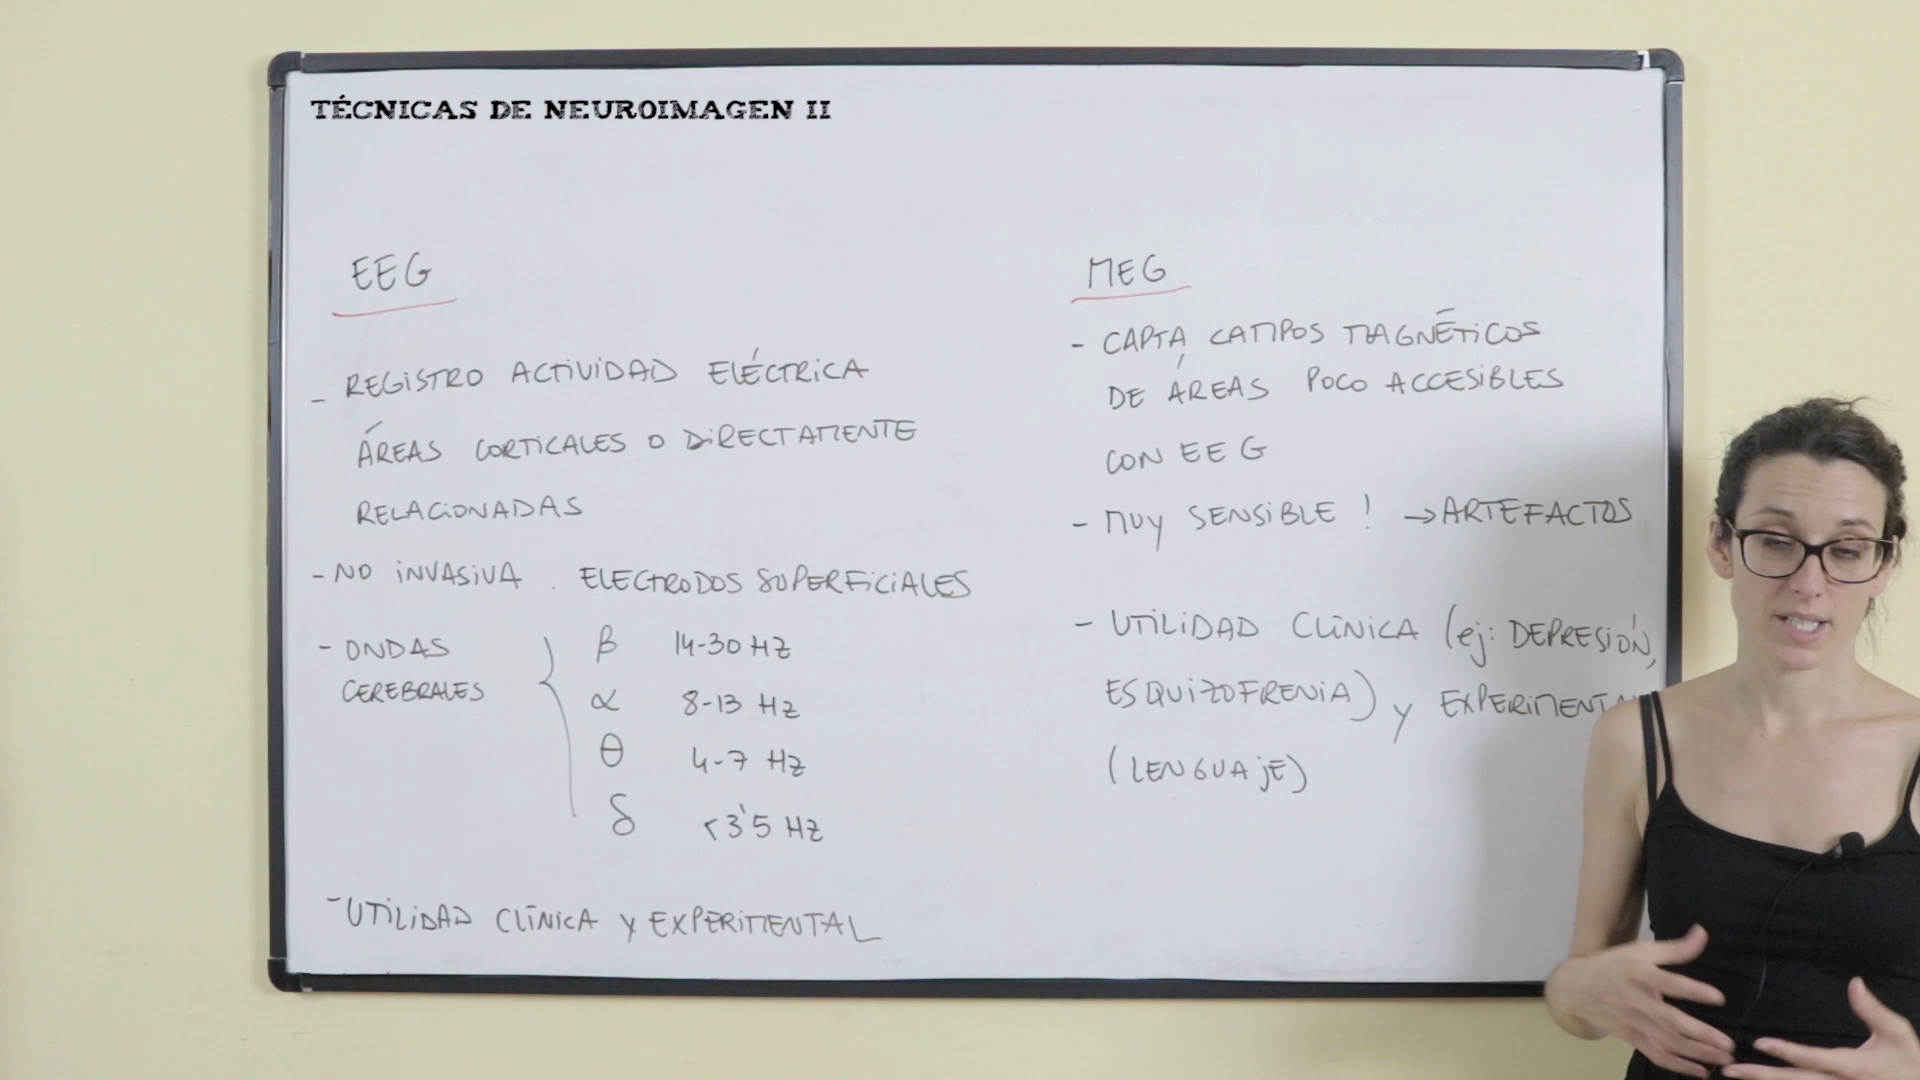 TÉCNICAS DE NEUROIMAGEN II
EEG
- REGISTRO ACTIVIDAD ELÉCTRICA
ÁREAS CORTICALES O DIRECTAMENTE
RELACIONADAS
- NO INVASIVA. ELECTRODOS SUPERFICIALES
- ONDAS
CEREBRALES
β 14-30 HZ
α 8-13 HZ
θ 4-7 HZ
δ <3'5 HZ
- UTILIDAD CLÍNICA Y EXPERIMENTAL
MEG
- CAPTA CAMPOS MAGNÉTICOS
DE ÁREAS POCO ACCESIBLES
CON EEG
- MUY SENSIBLE! → ARTEFACTOS
- UTILIDAD CLÍNICA (ej: DEPRESIÓN,
ESQUIZOFRENIA) y
(LENGUAJE)